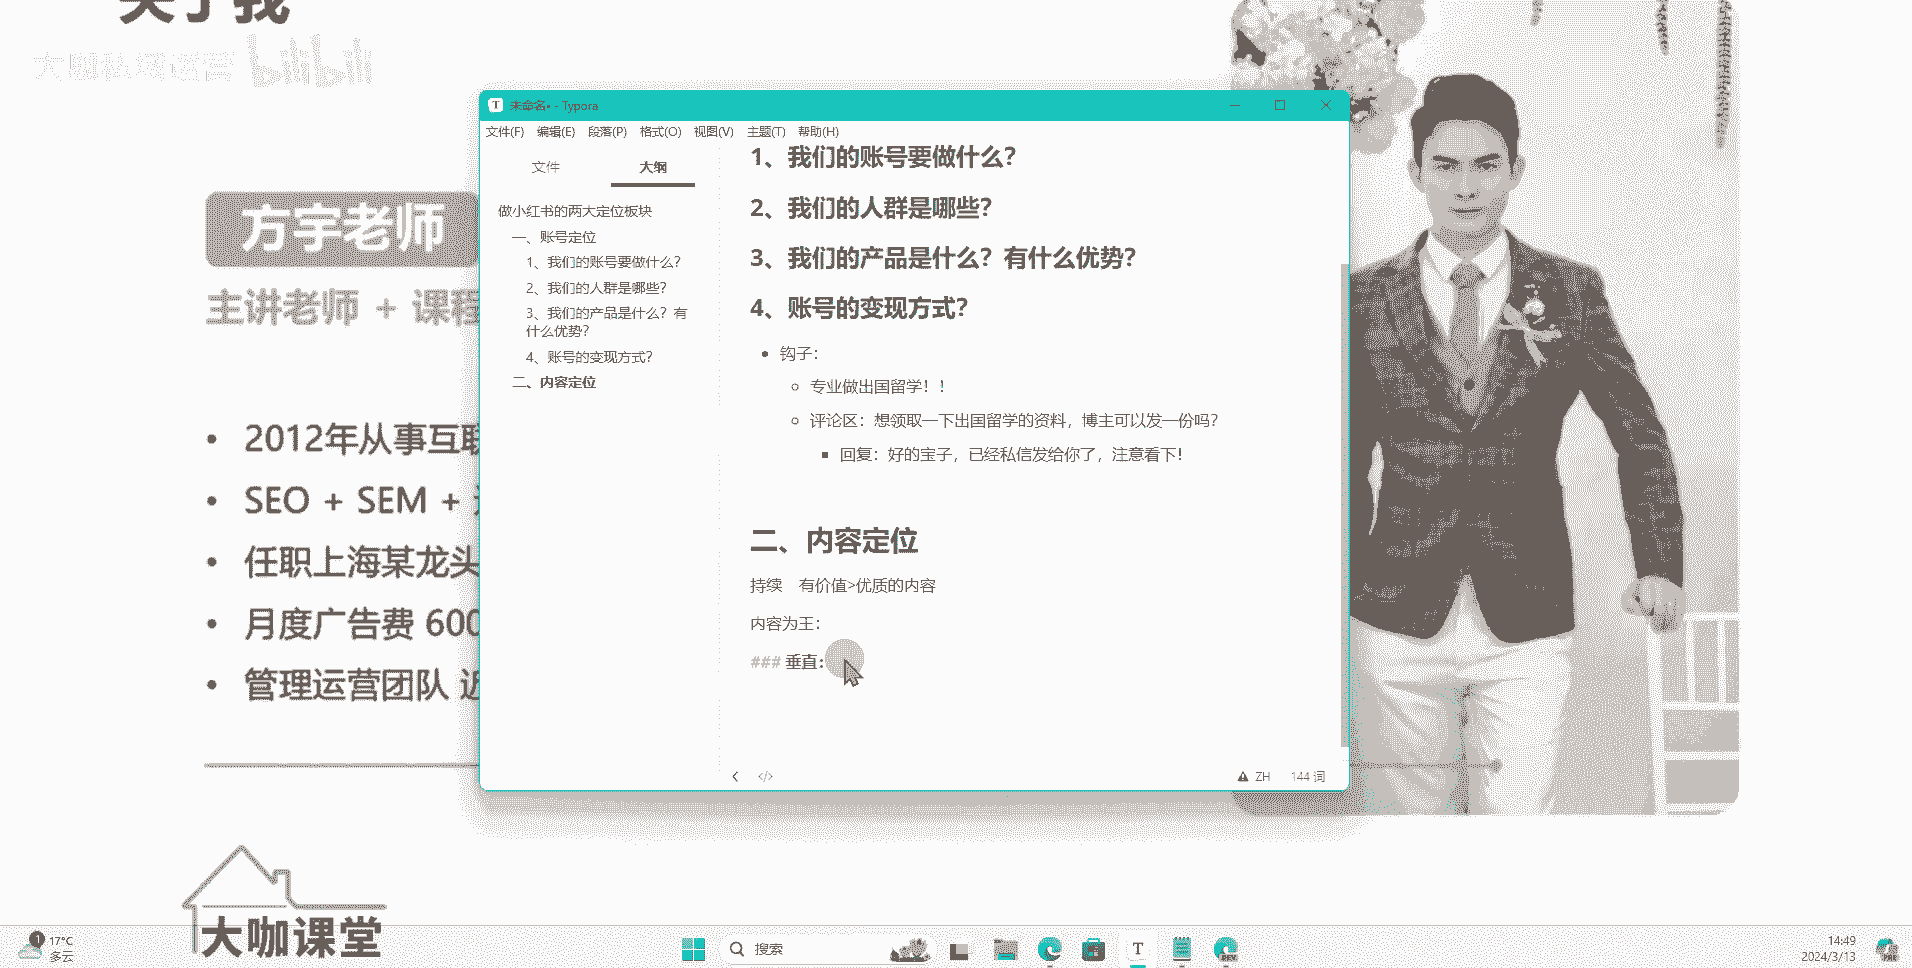 关于我
大咖私域运营 bilibili
方宇老师
主讲老师 + 课程
2012年从事互联
SEO + SEM +
任职上海某龙头
月度广告费 600
管理运营团队 近
大咖课堂
未命名• - Typora
文件(F) 编辑(E) 段落(P) 格式(O) 视图(V) 主题(T) 帮助(H)
文件 大纲
做小红书的两大定位板块
一、账号定位
1、我们的账号要做什么？
2、我们的人群是哪些？
3、我们的产品是什么？有
什么优势？
4、账号的变现方式？
二、内容定位
1、我们的账号要做什么？
2、我们的人群是哪些？
3、我们的产品是什么？有什么优势？
4、账号的变现方式？
钩子：
专业做出国留学！！
评论区：想领取一下出国留学的资料，博主可以发一份吗？
回复：好的宝子，已经私信发给你了，注意看下！
二、内容定位
持续 有价值>优质的内容
内容为王：
### 垂直：
</> ZH 144 词
1 17°C
多云
搜索
T
DEV
14:49
2024/3/13
PRE